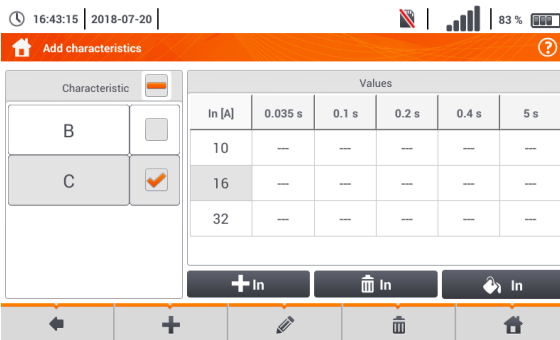 16:43:15 2018-07-20 83 %
Add characteristics ?
Characteristic Values
In [A] 0.035 s 0.1 s 0.2 s 0.4 s 5 s
B
10 --- --- --- --- ---
C
16 --- --- --- --- ---
32 --- --- --- --- ---
In In In